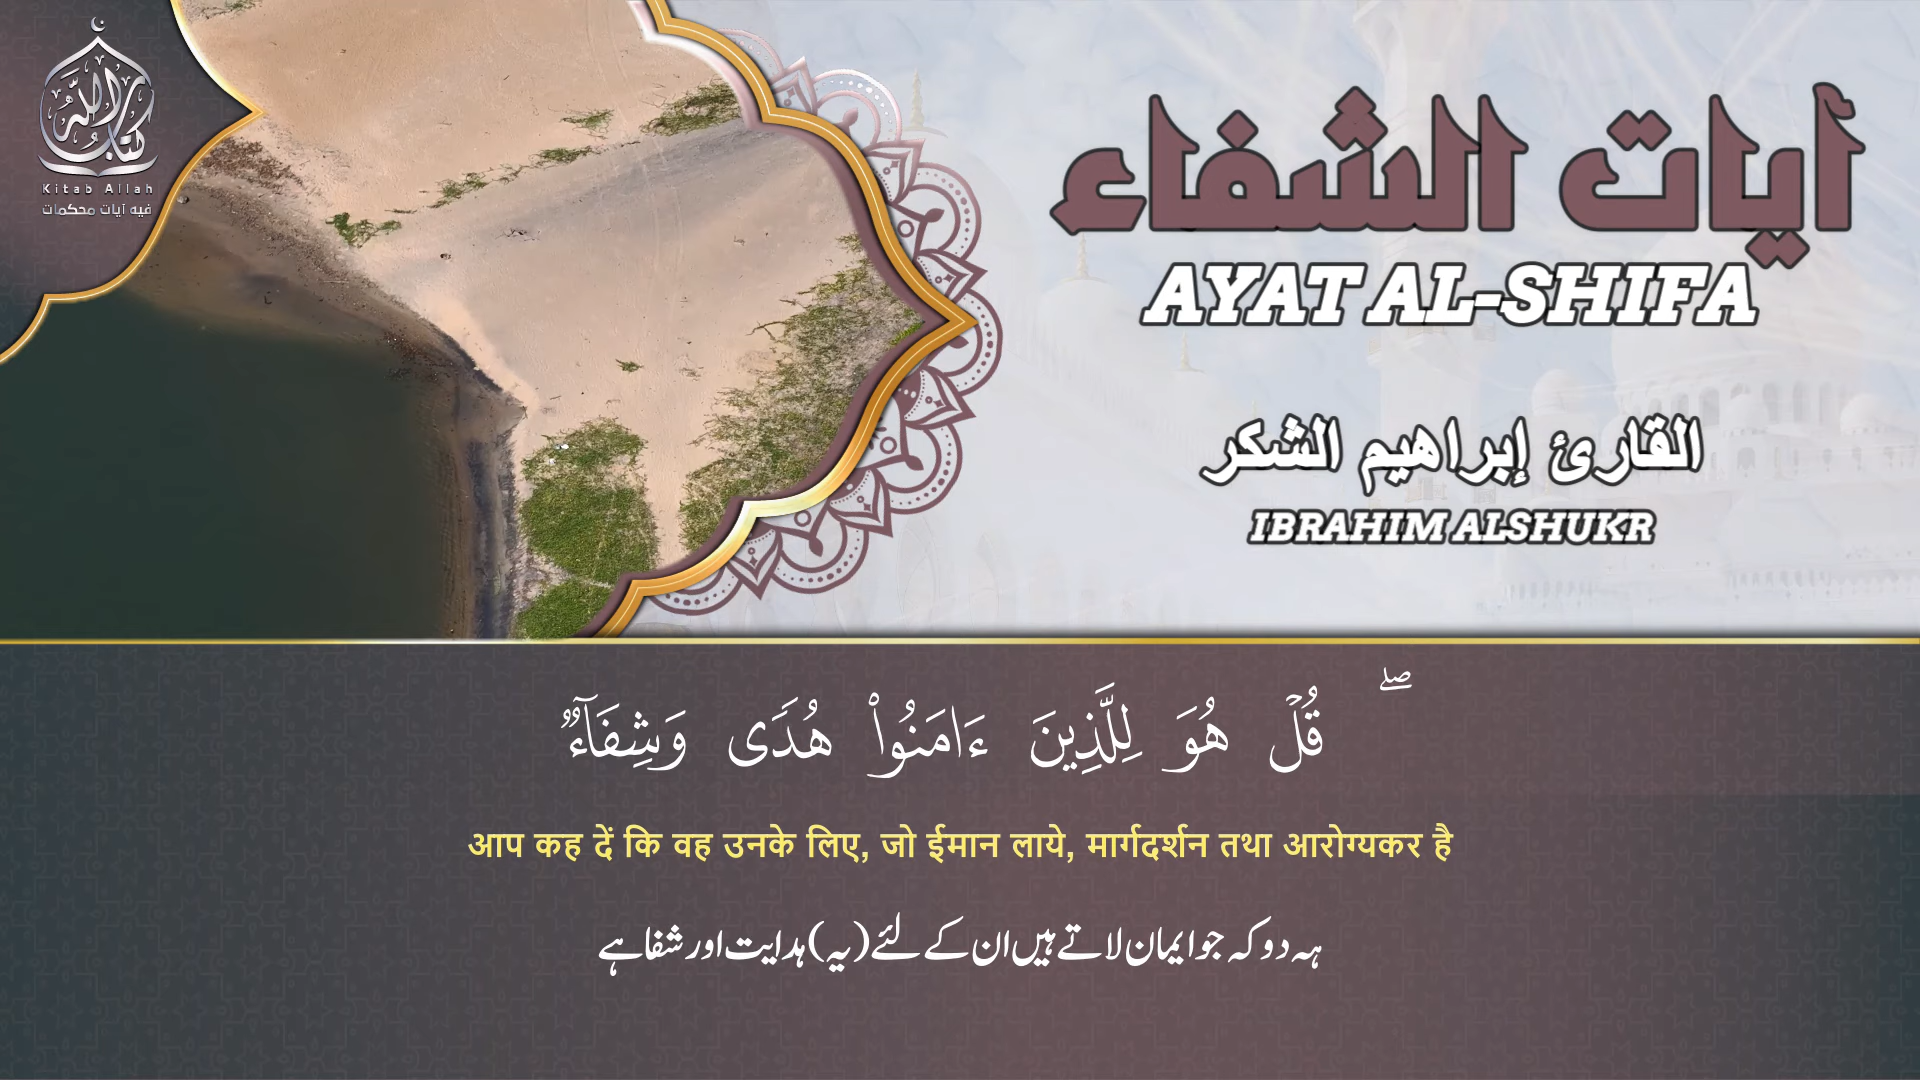 كتاب الله
Kitab Allah
فيه آيات محكمات
آيات الشفاء
AYAT AL-SHIFA
القارئ إبراهيم الشكر
IBRAHIM ALSHUKR
ۖ قُلْ هُوَ لِلَّذِينَ ءَامَنُوا۟ هُدًى وَشِفَآءٌ
आप कह दें कि वह उनके लिए, जो ईमान लाये, मार्गदर्शन तथा आरोग्यकर है
ہہ دو کہ جو ایمان لاتے ہیں ان کے لئے (یہ) ہدایت اور شفا ہے